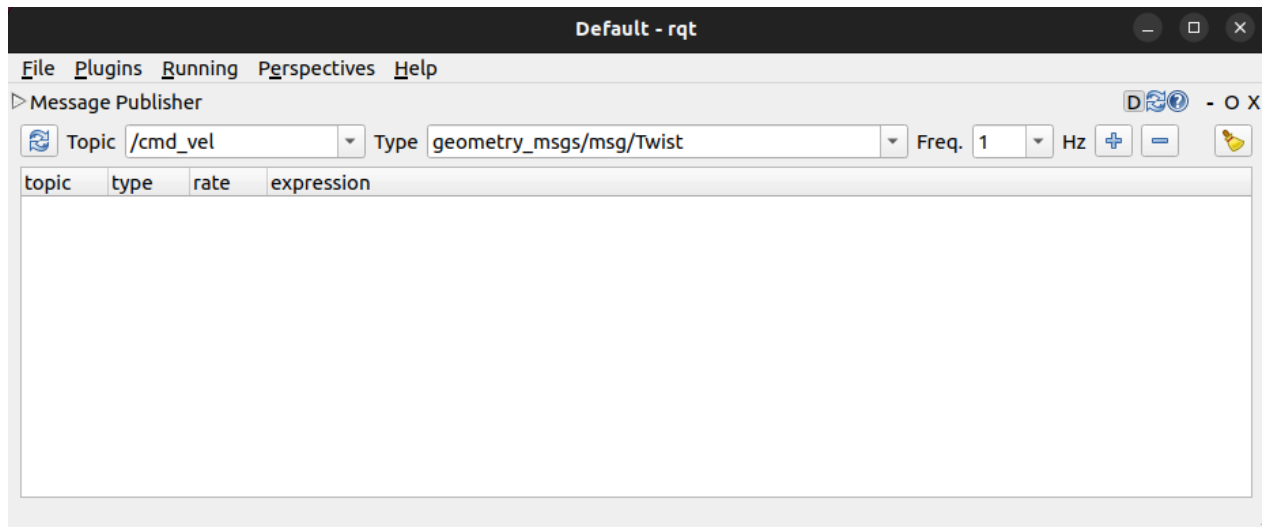 Default - rqt
File Plugins Running Perspectives Help
Message Publisher D - O X
Topic /cmd_vel Type geometry_msgs/msg/Twist Freq. 1 Hz
topic type rate expression